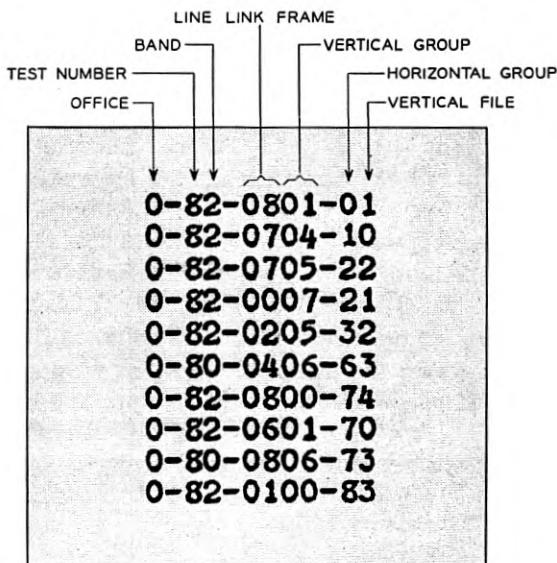 LINE LINK FRAME
BAND VERTICAL GROUP
TEST NUMBER HORIZONTAL GROUP
OFFICE VERTICAL FILE
0-82-0801-01
0-82-0704-10
0-82-0705-22
0-82-0007-21
0-82-0205-32
0-80-0406-63
0-82-0800-74
0-82-0601-70
0-80-0806-73
0-82-0100-83